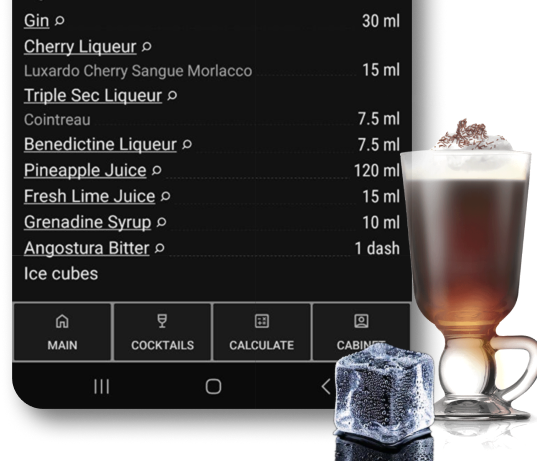 Gin 30 ml
Cherry Liqueur
Luxardo Cherry Sangue Morlacco 15 ml
Triple Sec Liqueur
Cointreau 7.5 ml
Benedictine Liqueur 7.5 ml
Pineapple Juice 120 ml
Fresh Lime Juice 15 ml
Grenadine Syrup 10 ml
Angostura Bitter 1 dash
Ice cubes
MAIN COCKTAILS CALCULATE CABINET